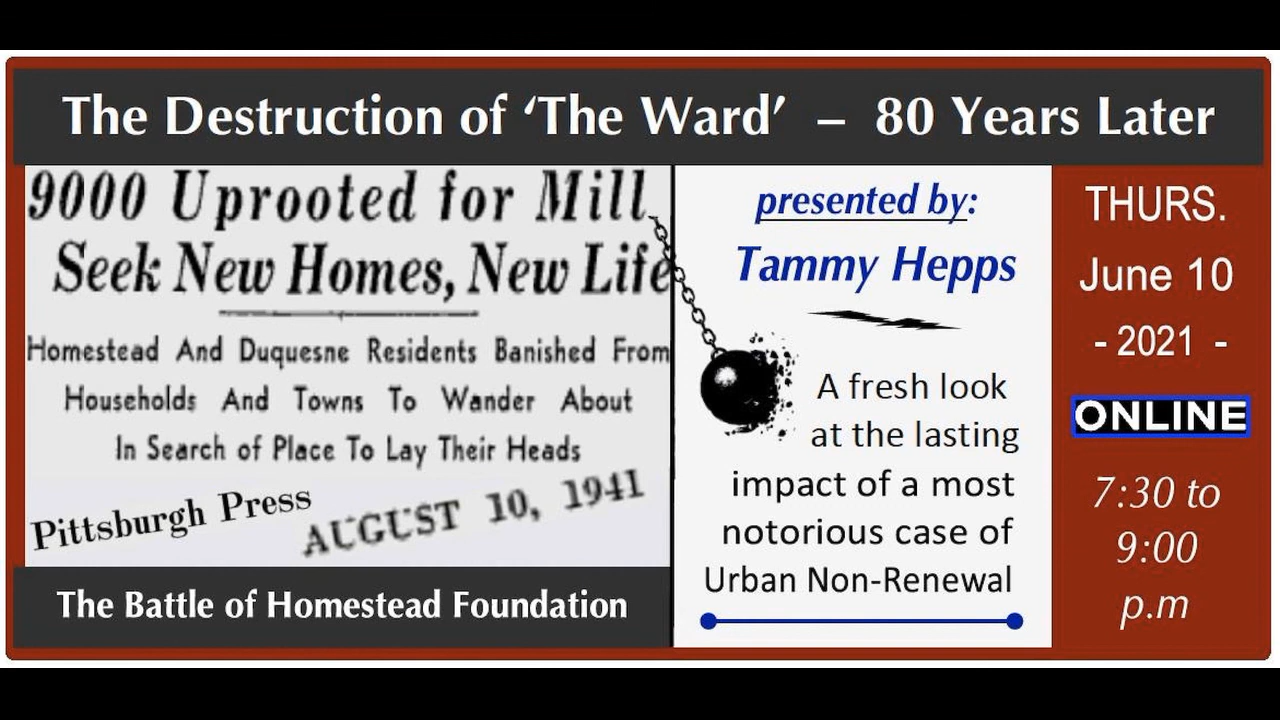 The Destruction of ‘The Ward’ – 80 Years Later
9000 Uprooted for Mill
Seek New Homes, New Life
Homestead And Duquesne Residents Banished From
Households And Towns To Wander About
In Search of Place To Lay Their Heads
Pittsburgh Press
AUGUST 10, 1941
The Battle of Homestead Foundation
presented by:
Tammy Hepps
A fresh look
at the lasting
impact of a most
notorious case of
Urban Non-Renewal
THURS.
June 10
- 2021 -
ONLINE
7:30 to
9:00
p.m